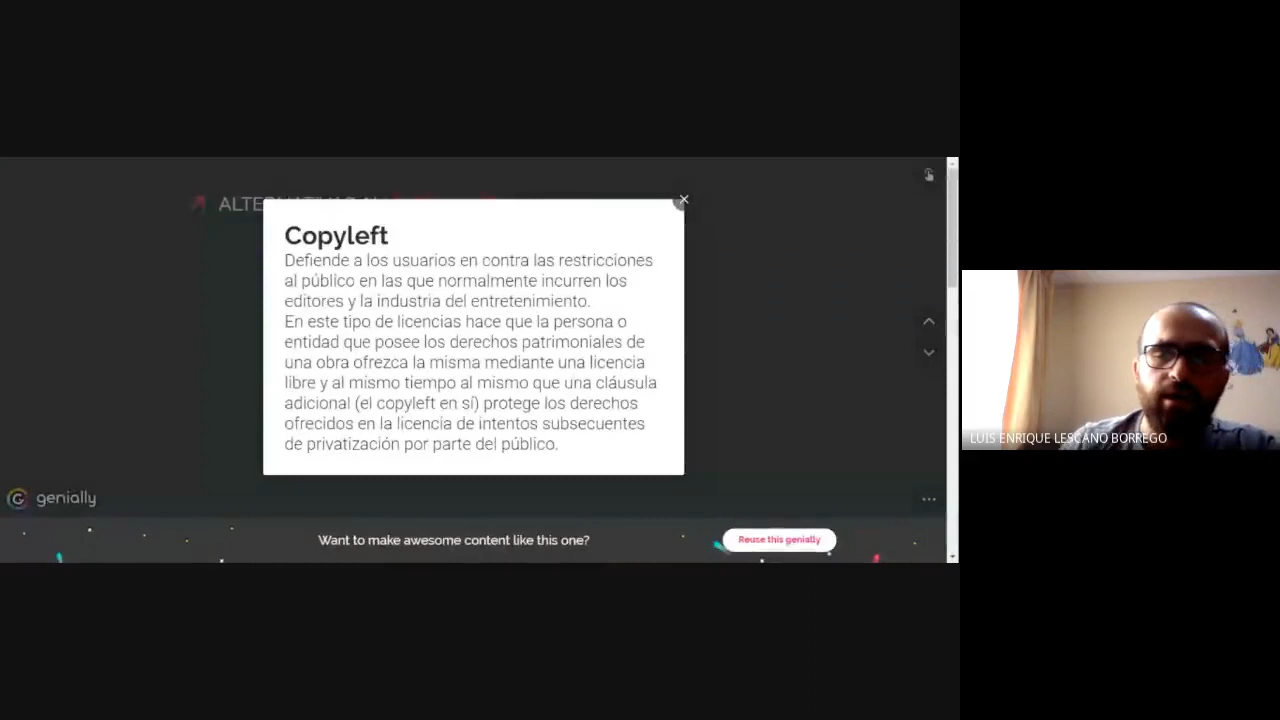 ALTE
Copyleft
Defiende a los usuarios en contra las restricciones
al público en las que normalmente incurren los
editores y la industria del entretenimiento.
En este tipo de licencias hace que la persona o
entidad que posee los derechos patrimoniales de
una obra ofrezca la misma mediante una licencia
libre y al mismo tiempo al mismo que una cláusula
adicional (el copyleft en sí) protege los derechos
ofrecidos en la licencia de intentos subsecuentes
de privatización por parte del público.
genially
Want to make awesome content like this one?
Reuse this genially
LUIS ENRIQUE LESCANO BORREGO